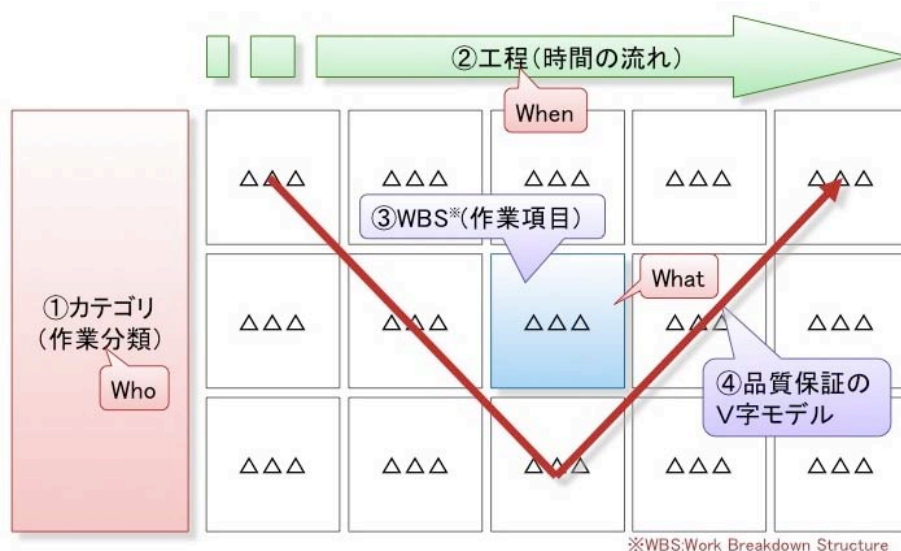 ②工程(時間の流れ)
When
△△△ △△△ △△△ △△△ △△△
③WBS※(作業項目)
What
①カテゴリ
(作業分類)
Who
△△△ △△△ △△△ △△△ △△△
④品質保証の
V字モデル
△△△ △△△ △△△ △△△ △△△
※WBS:Work Breakdown Structure